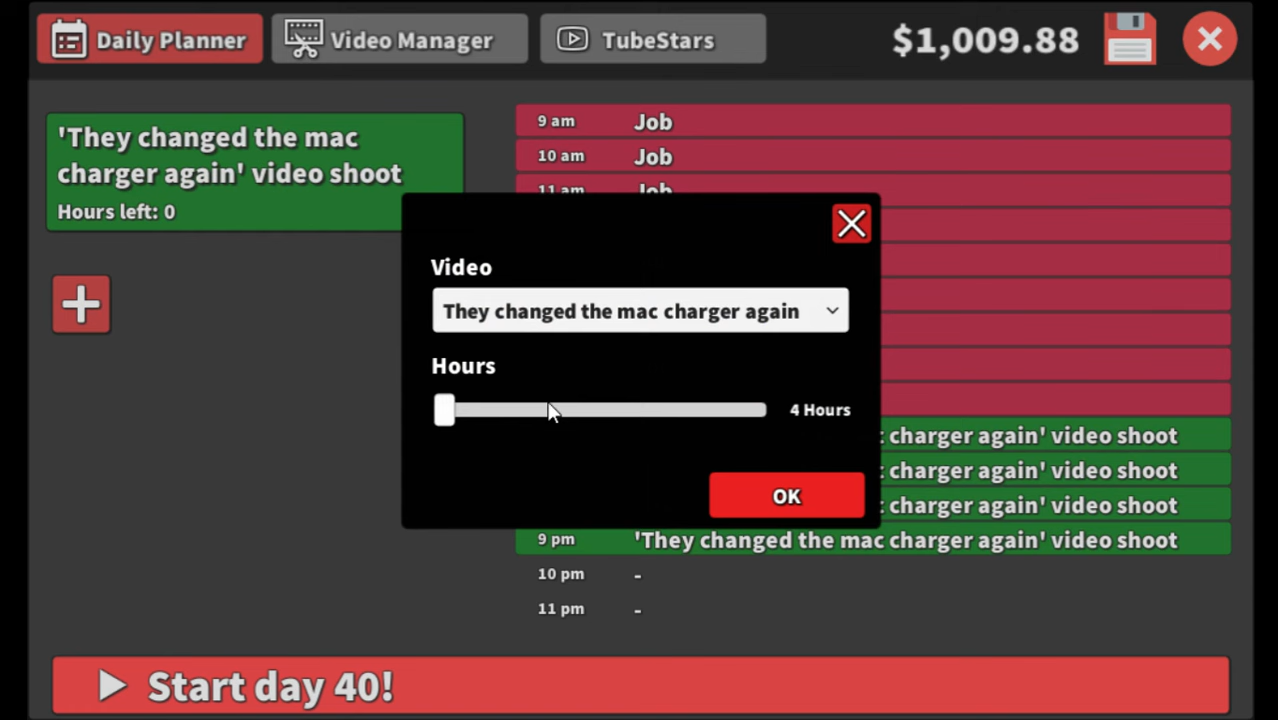 Daily Planner
Video Manager
TubeStars
$1,009.88
'They changed the mac
charger again' video shoot
Hours left: 0
9 am Job
10 am Job
11 am Job
Video
They changed the mac charger again
Hours
4 Hours
OK
charger again' video shoot
charger again' video shoot
charger again' video shoot
9 pm 'They changed the mac charger again' video shoot
10 pm -
11 pm -
Start day 40!